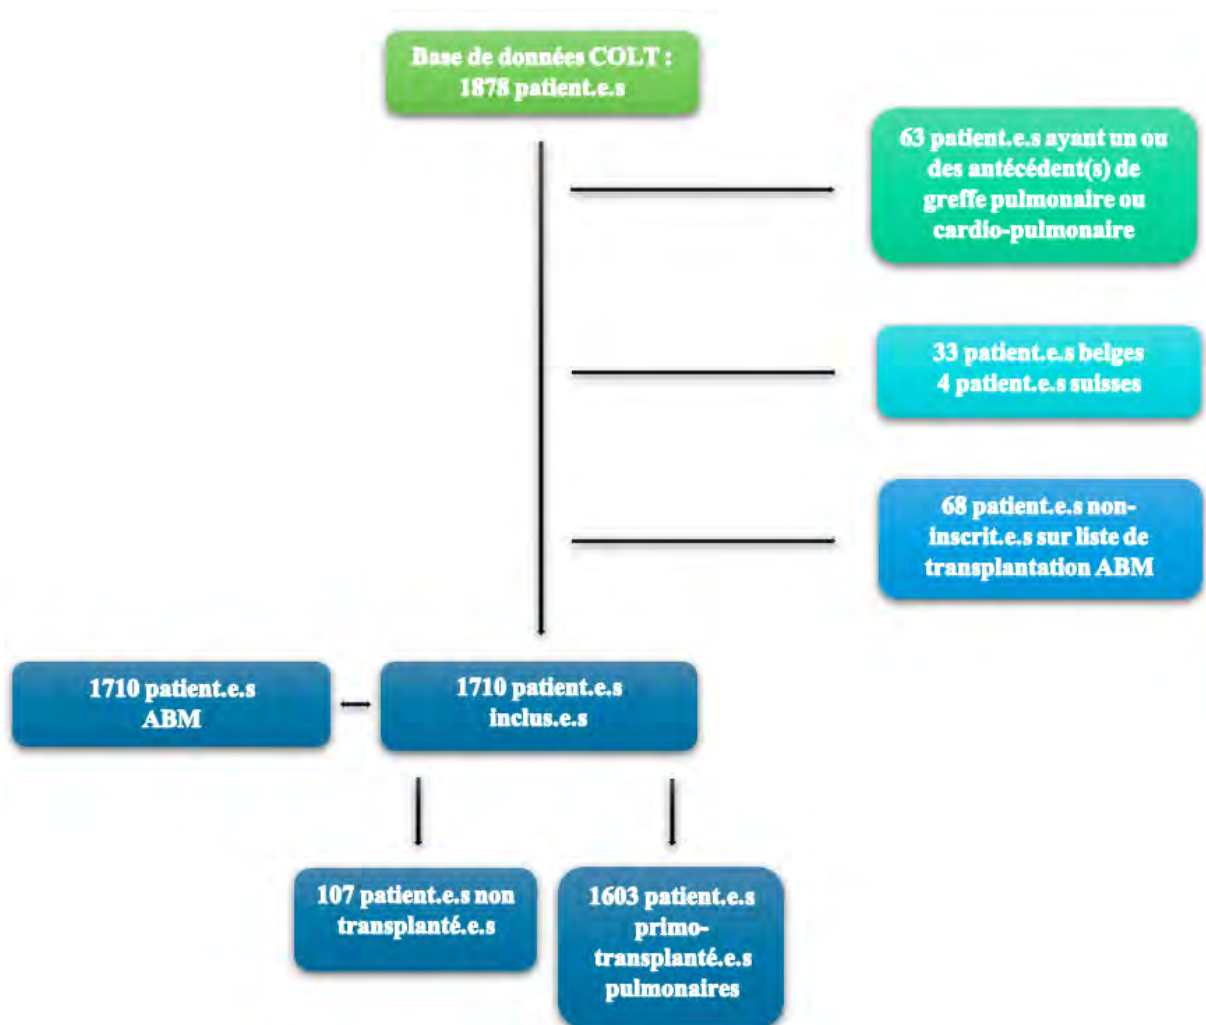 Base de données COLT :
1878 patient.e.s
63 patient.e.s ayant un ou
des antécédent(s) de
greffe pulmonaire ou
cardio-pulmonaire
33 patient.e.s belges
4 patient.e.s suisses
68 patient.e.s non-
inscrit.e.s sur liste de
transplantation ABM
1710 patient.e.s
ABM
1710 patient.e.s
inclus.e.s
107 patient.e.s non
transplanté.e.s
1603 patient.e.s
primo-
transplanté.e.s
pulmonaires